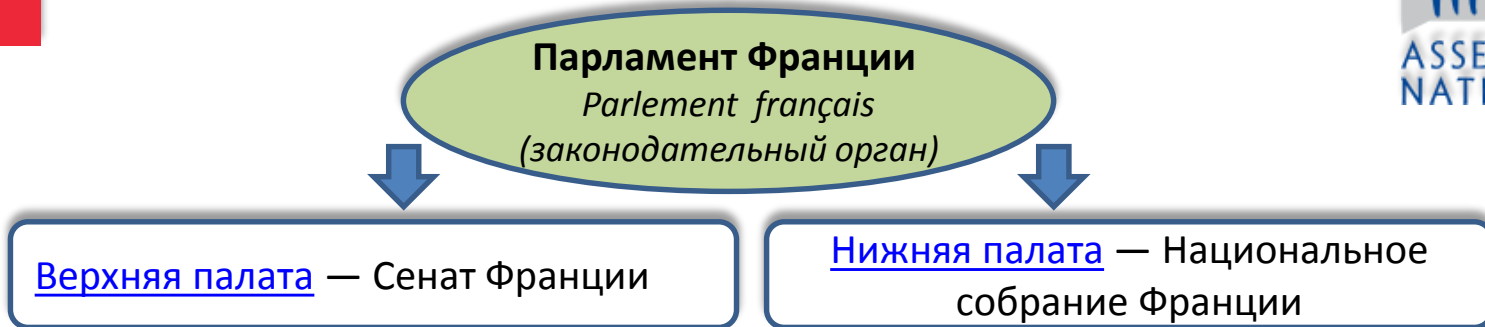 Парламент Франции
Parlement français
(законодательный орган)
ASSE
NATI
Верхняя палата — Сенат Франции
Нижняя палата — Национальное
собрание Франции